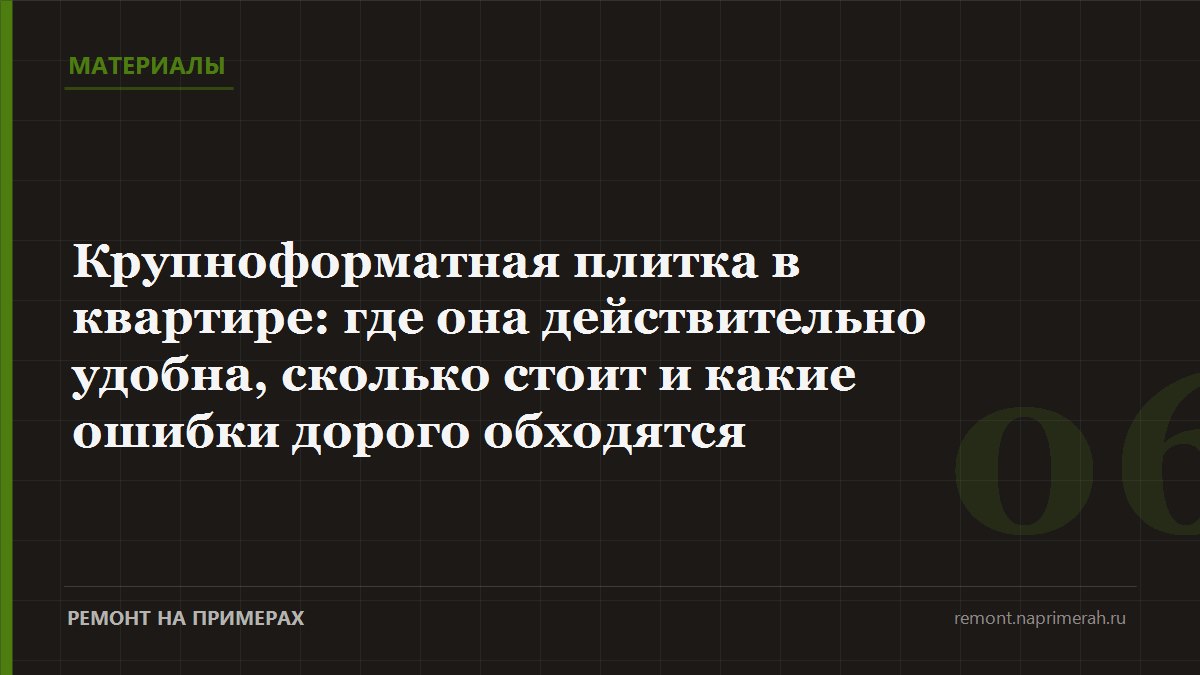 МАТЕРИАЛЫ
Крупноформатная плитка в
квартире: где она действительно
удобна, сколько стоит и какие
ошибки дорого обходятся
06
РЕМОНТ НА ПРИМЕРАХ
remont.naprimerah.ru